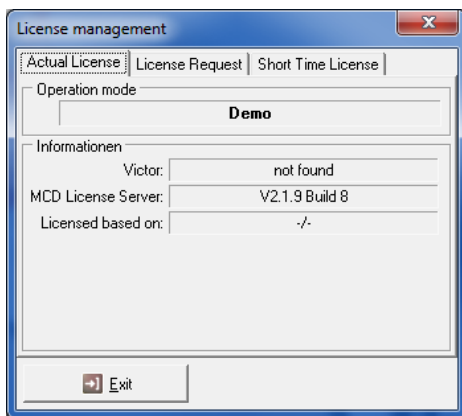 License management
Actual License License Request Short Time License
Operation mode
Demo
Informationen
Victor: not found
MCD License Server: V2.1.9 Build 8
Licensed based on: -/-
Exit